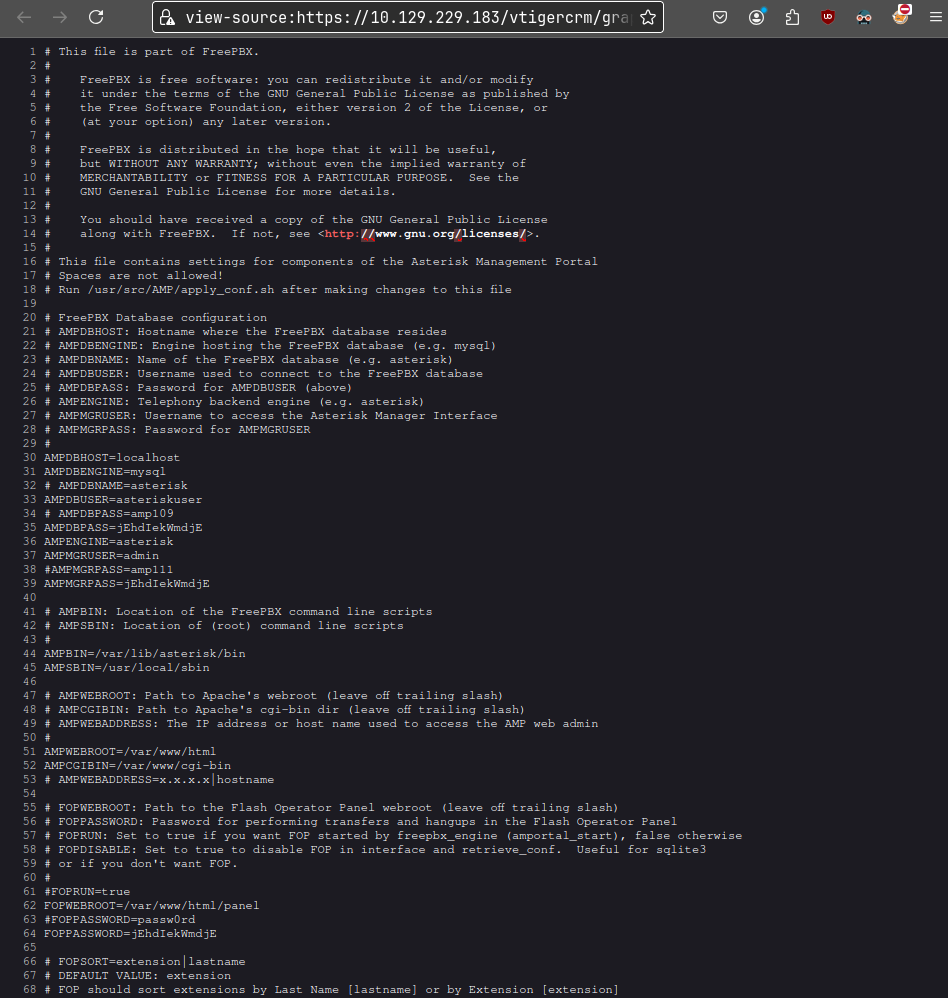 view-source:https://10.129.229.183/vtigercrm/gra
1 # This file is part of FreePBX.
2 #
3 #    FreePBX is free software: you can redistribute it and/or modify
4 #    it under the terms of the GNU General Public License as published by
5 #    the Free Software Foundation, either version 2 of the License, or
6 #    (at your option) any later version.
7 #
8 #    FreePBX is distributed in the hope that it will be useful,
9 #    but WITHOUT ANY WARRANTY; without even the implied warranty of
10 #    MERCHANTABILITY or FITNESS FOR A PARTICULAR PURPOSE.  See the
11 #    GNU General Public License for more details.
12 #
13 #    You should have received a copy of the GNU General Public License
14 #    along with FreePBX.  If not, see <http://www.gnu.org/licenses/>.
15 #
16 # This file contains settings for components of the Asterisk Management Portal
17 # Spaces are not allowed!
18 # Run /usr/src/AMP/apply_conf.sh after making changes to this file
19
20 # FreePBX Database configuration
21 # AMPDBHOST: Hostname where the FreePBX database resides
22 # AMPDBENGINE: Engine hosting the FreePBX database (e.g. mysql)
23 # AMPDBNAME: Name of the FreePBX database (e.g. asterisk)
24 # AMPDBUSER: Username used to connect to the FreePBX database
25 # AMPDBPASS: Password for AMPDBUSER (above)
26 # AMPENGINE: Telephony backend engine (e.g. asterisk)
27 # AMPMGRUSER: Username to access the Asterisk Manager Interface
28 # AMPMGRPASS: Password for AMPMGRUSER
29 #
30 AMPDBHOST=localhost
31 AMPDBENGINE=mysql
32 # AMPDBNAME=asterisk
33 AMPDBUSER=asteriskuser
34 # AMPDBPASS=amp109
35 AMPDBPASS=jEhdIekWmdjE
36 AMPENGINE=asterisk
37 AMPMGRUSER=admin
38 #AMPMGRPASS=amp111
39 AMPMGRPASS=jEhdIekWmdjE
40
41 # AMPBIN: Location of the FreePBX command line scripts
42 # AMPSBIN: Location of (root) command line scripts
43 #
44 AMPBIN=/var/lib/asterisk/bin
45 AMPSBIN=/usr/local/sbin
46
47 # AMPWEBROOT: Path to Apache's webroot (leave off trailing slash)
48 # AMPCGIBIN: Path to Apache's cgi-bin dir (leave off trailing slash)
49 # AMPWEBADDRESS: The IP address or host name used to access the AMP web admin
50 #
51 AMPWEBROOT=/var/www/html
52 AMPCGIBIN=/var/www/cgi-bin
53 # AMPWEBADDRESS=x.x.x.x|hostname
54
55 # FOPWEBROOT: Path to the Flash Operator Panel webroot (leave off trailing slash)
56 # FOPPASSWORD: Password for performing transfers and hangups in the Flash Operator Panel
57 # FOPRUN: Set to true if you want FOP started by freepbx_engine (amportal_start), false otherwise
58 # FOPDISABLE: Set to true to disable FOP in interface and retrieve_conf.  Useful for sqlite3
59 # or if you don't want FOP.
60 #
61 #FOPRUN=true
62 FOPWEBROOT=/var/www/html/panel
63 #FOPPASSWORD=passw0rd
64 FOPPASSWORD=jEhdIekWmdjE
65
66 # FOPSORT=extension|lastname
67 # DEFAULT VALUE: extension
68 # FOP should sort extensions by Last Name [lastname] or by Extension [extension]